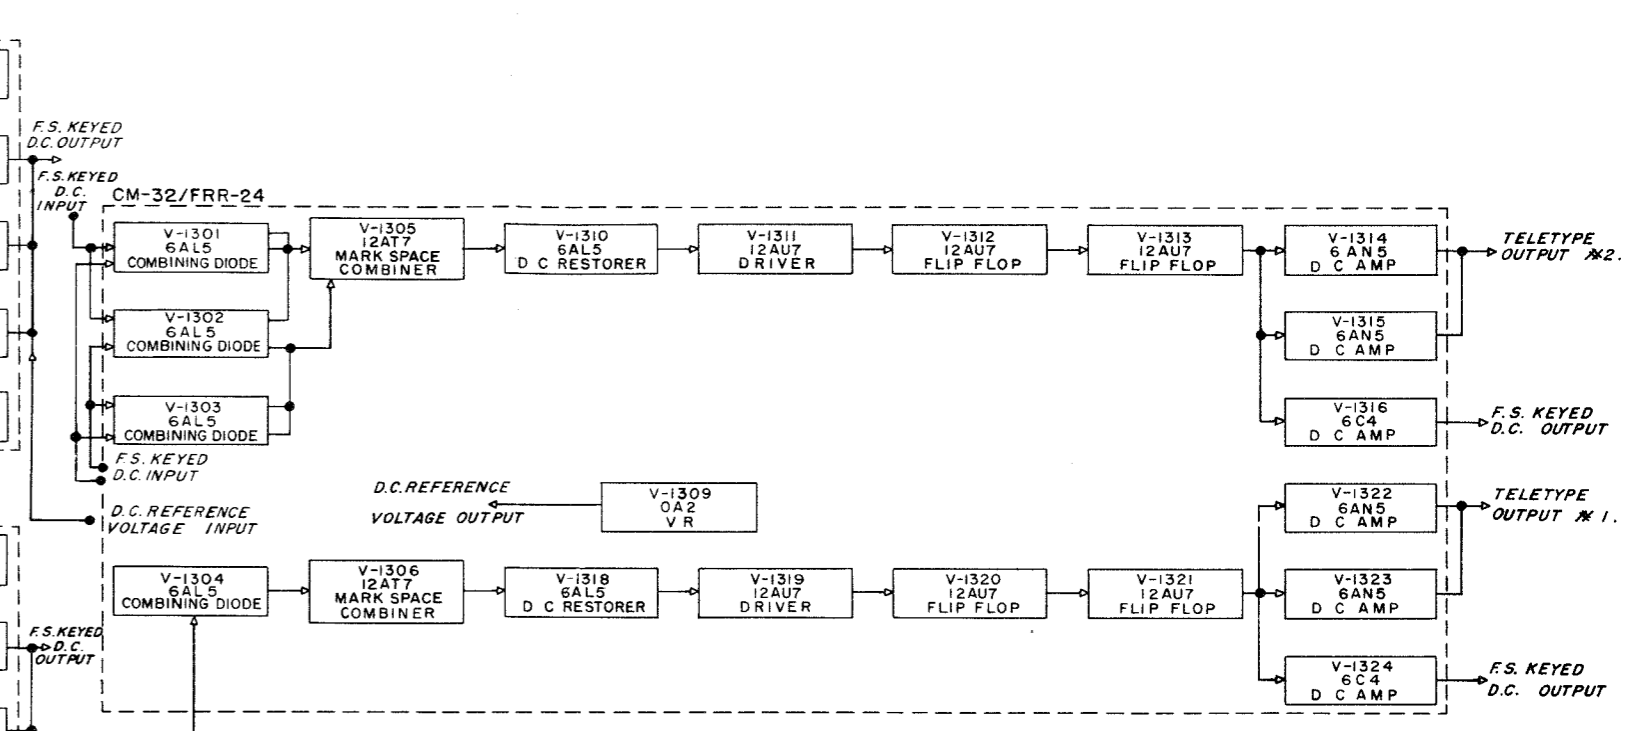 F.S. KEYED
D.C. OUTPUT
F.S. KEYED
D.C.
INPUT
CM-32/FRR-24
V-1301
6AL5
COMBINING DIODE
V-1305
12AT7
MARK SPACE
COMBINER
V-1310
6AL5
D C RESTORER
V-1311
12AU7
DRIVER
V-1312
12AU7
FLIP FLOP
V-1313
12AU7
FLIP FLOP
V-1314
6AN5
D C AMP
TELETYPE
OUTPUT #2.
V-1302
6AL5
COMBINING DIODE
V-1315
6AN5
D C AMP
V-1303
6AL5
COMBINING DIODE
V-1316
6C4
D C AMP
F.S. KEYED
D.C. OUTPUT
F.S. KEYED
D.C. INPUT
D.C. REFERENCE
VOLTAGE INPUT
D.C. REFERENCE
VOLTAGE OUTPUT
V-1309
OA2
V R
V-1322
6AN5
D C AMP
TELETYPE
OUTPUT # 1.
V-1304
6AL5
COMBINING DIODE
V-1306
12AT7
MARK SPACE
COMBINER
V-1318
6AL5
D C RESTORER
V-1319
12AU7
DRIVER
V-1320
12AU7
FLIP FLOP
V-1321
12AU7
FLIP FLOP
V-1323
6AN5
D C AMP
F.S. KEYED
D.C.
OUTPUT
V-1324
6C4
D C AMP
F.S. KEYED
D.C. OUTPUT